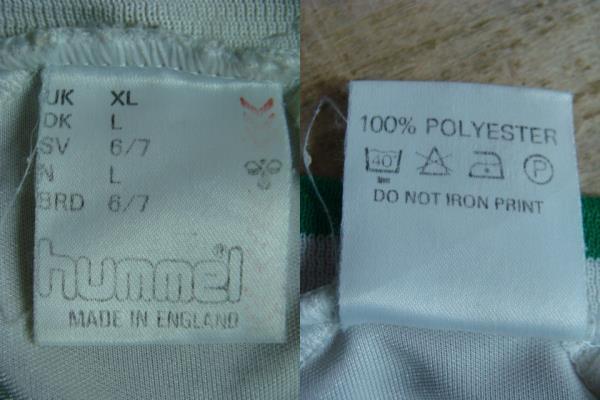 UK XL
DK L
SV 6/7
N L
BRD 6/7
hummel®
MADE IN ENGLAND
100% POLYESTER
40° P
DO NOT IRON PRINT